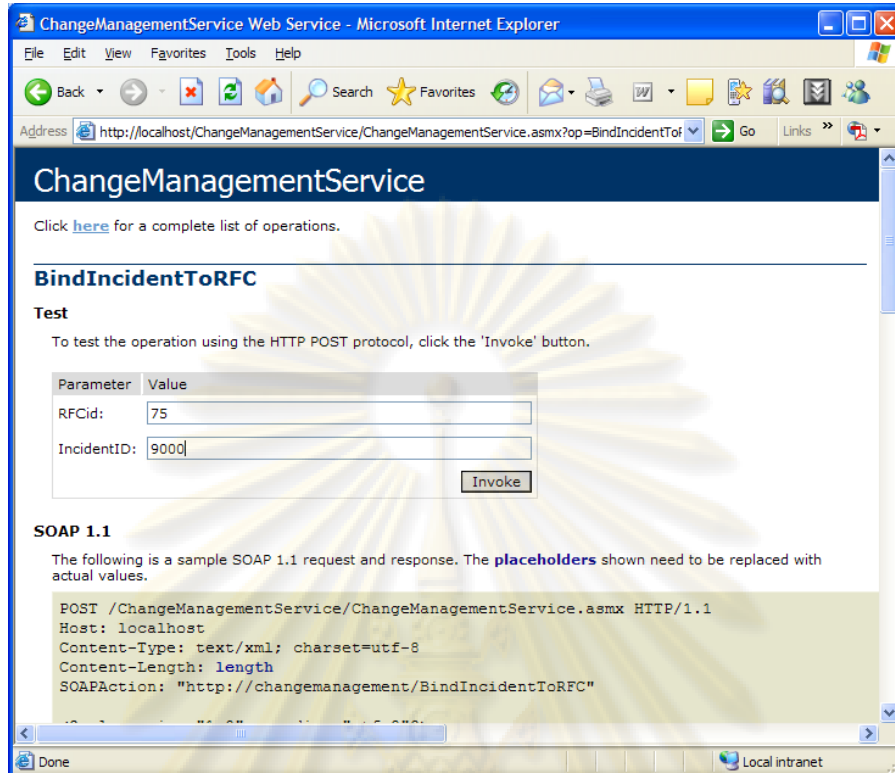 ChangeManagementService Web Service - Microsoft Internet Explorer
File Edit View Favorites Tools Help
Back Search Favorites
Address http://localhost/ChangeManagementService/ChangeManagementService.asmx?op=BindIncidentToRF Go Links »
ChangeManagementService
Click here for a complete list of operations.
BindIncidentToRFC
Test
To test the operation using the HTTP POST protocol, click the 'Invoke' button.
Parameter Value
RFCid: 75
IncidentID: 9000
Invoke
SOAP 1.1
The following is a sample SOAP 1.1 request and response. The placeholders shown need to be replaced with
actual values.
POST /ChangeManagementService/ChangeManagementService.asmx HTTP/1.1
Host: localhost
Content-Type: text/xml; charset=utf-8
Content-Length: length
SOAPAction: "http://changemanagement/BindIncidentToRFC"
Done Local intranet